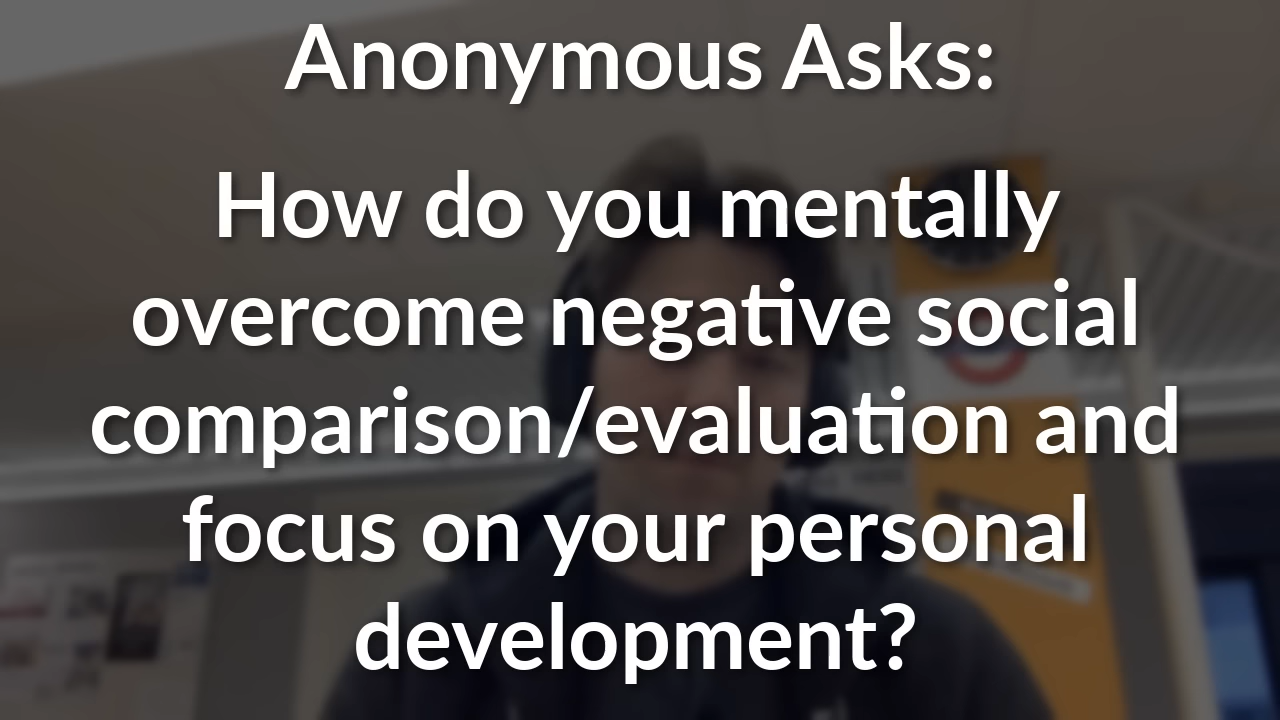 Anonymous Asks:
How do you mentally
overcome negative social
comparison/evaluation and
focus on your personal
development?